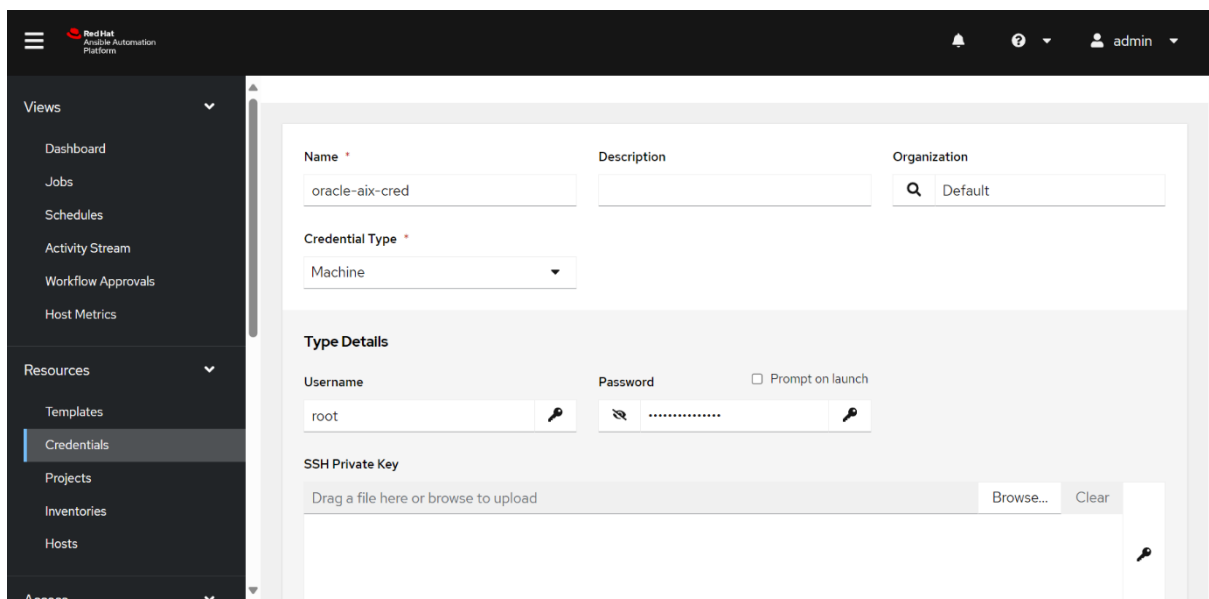 Red Hat
Ansible Automation
Platform
admin
Views
Dashboard
Jobs
Schedules
Activity Stream
Workflow Approvals
Host Metrics
Resources
Templates
Credentials
Projects
Inventories
Hosts
Access
Name *
Description
Organization
oracle-aix-cred
Default
Credential Type *
Machine
Type Details
Username
Password
Prompt on launch
root
•••••••••••••••
SSH Private Key
Drag a file here or browse to upload
Browse...
Clear